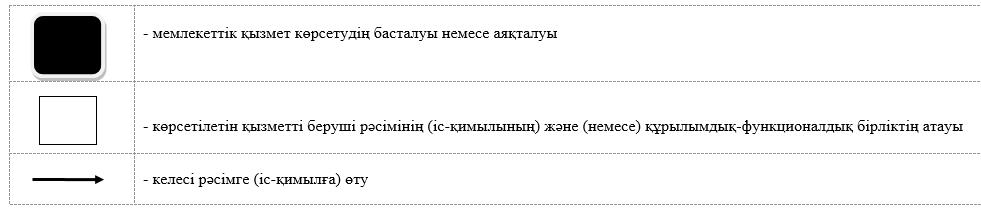 - мемлекеттік қызмет көрсетудің басталуы немесе аяқталуы
- көрсетілетін қызметті беруші рәсімінің (іс-қимылының) және (немесе) құрылымдық-функционалдық бірліктің атауы
- келесі рәсімге (іс-қимылға) өту